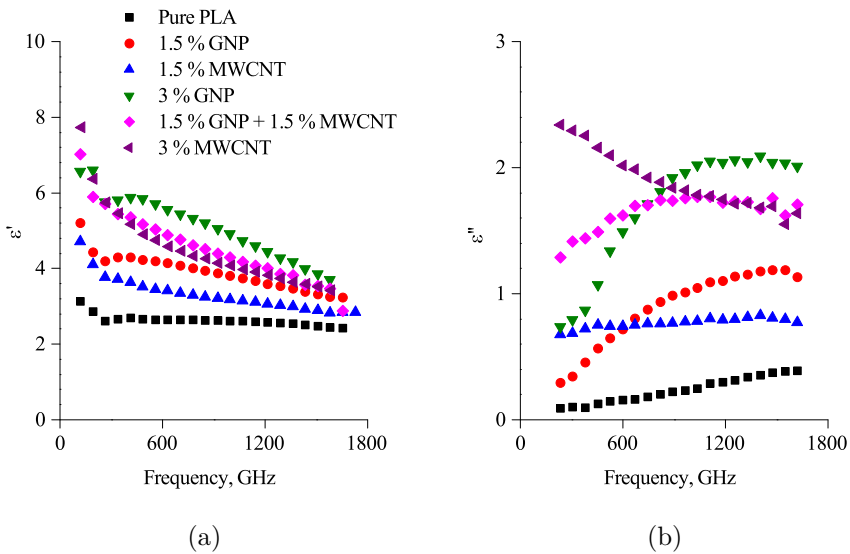 Pure PLA
1.5 % GNP
1.5 % MWCNT
3 % GNP
1.5 % GNP + 1.5 % MWCNT
3 % MWCNT
10
8
6
4
2
0
ε'
0 600 1200 1800
Frequency, GHz
(a)
3
2
1
0
ε"
0 600 1200 1800
Frequency, GHz
(b)